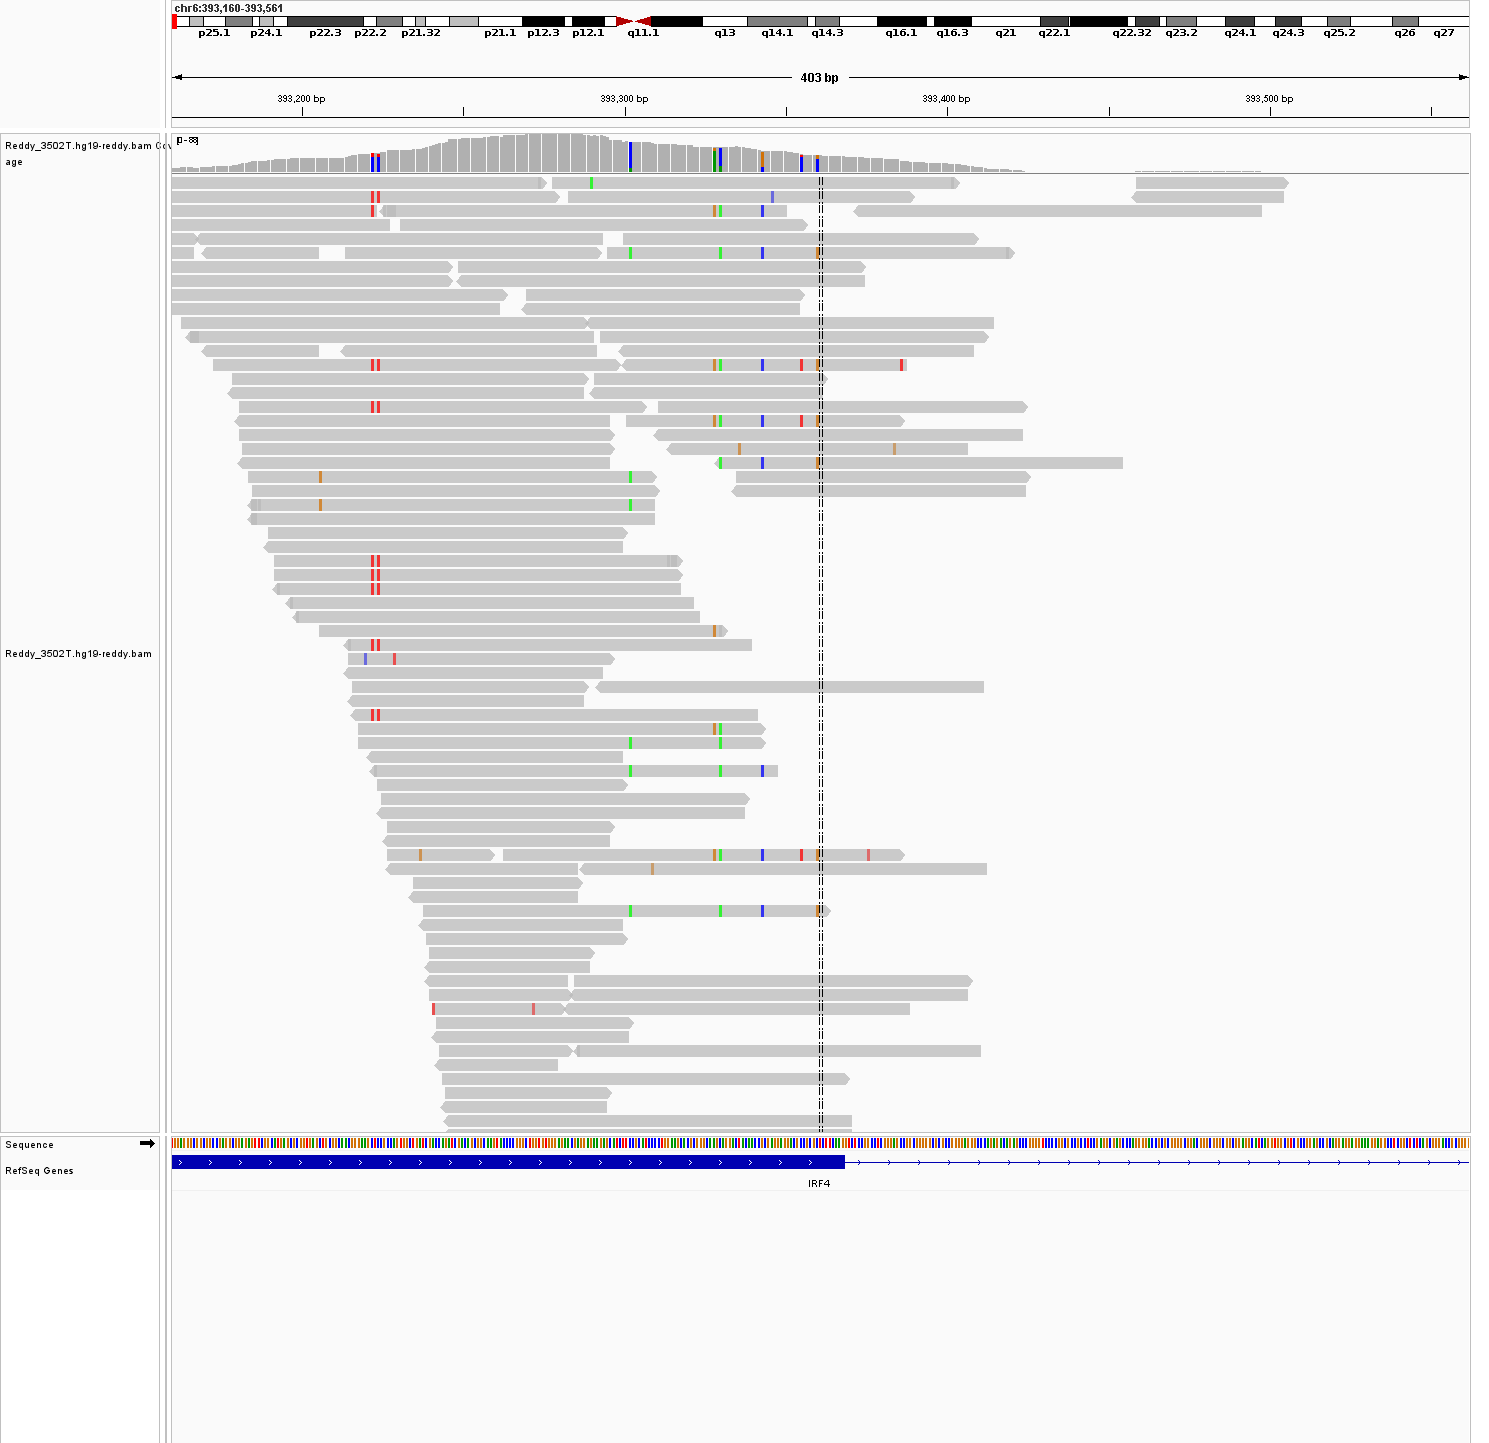 chr6:393,160-393,561
p25.1 p24.1 p22.3 p22.2 p21.32 p21.1 p12.3 p12.1 q11.1 q13 q14.1 q14.3 q16.1 q16.3 q21 q22.1 q22.32 q23.2 q24.1 q24.3 q25.2 q26 q27
403 bp
393,200 bp 393,300 bp 393,400 bp 393,500 bp
Reddy_3502T.hg19-reddy.bam Cov
age
Reddy_3502T.hg19-reddy.bam
Sequence
RefSeq Genes
IRF4